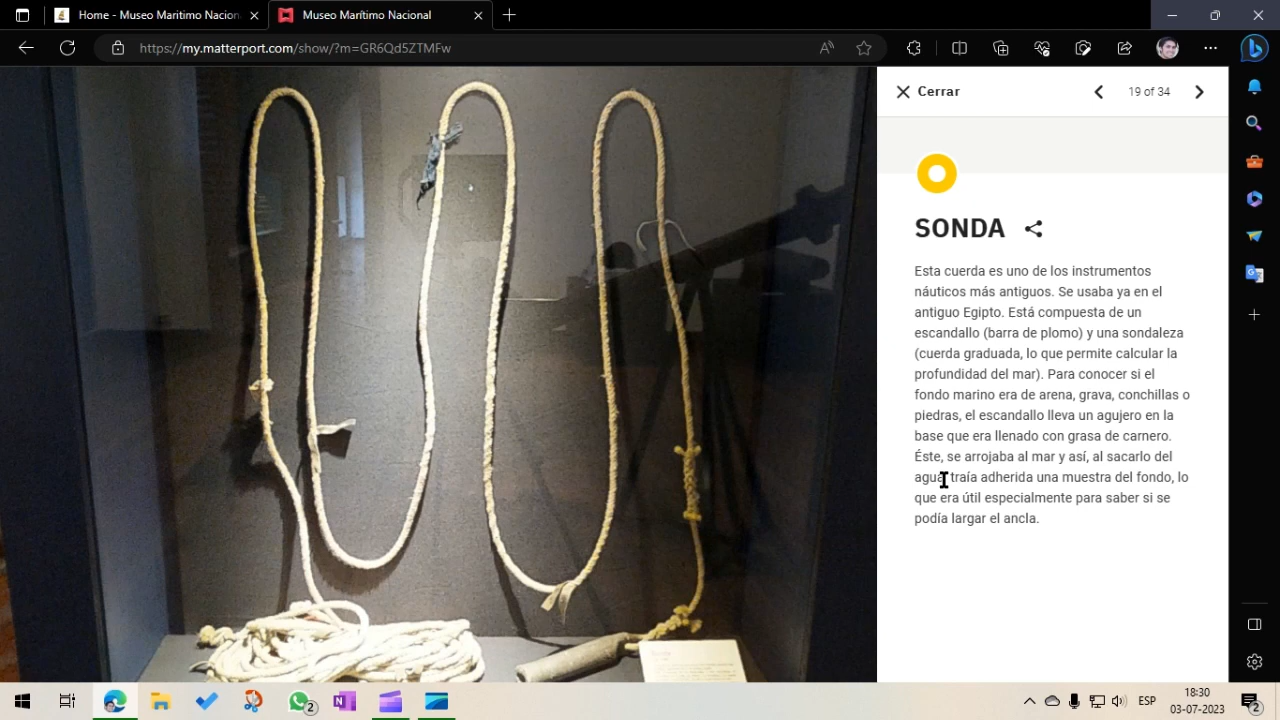 Home - Museo Maritimo Nacion
Museo Marítimo Nacional
https://my.matterport.com/show/?m=GR6Qd5ZTMFw
Cerrar
19 of 34
SONDA
Esta cuerda es uno de los instrumentos
náuticos más antiguos. Se usaba ya en el
antiguo Egipto. Está compuesta de un
escandallo (barra de plomo) y una sondaleza
(cuerda graduada, lo que permite calcular la
profundidad del mar). Para conocer si el
fondo marino era de arena, grava, conchillas o
piedras, el escandallo lleva un agujero en la
base que era llenado con grasa de carnero.
Éste, se arrojaba al mar y así, al sacarlo del
agua traía adherida una muestra del fondo, lo
que era útil especialmente para saber si se
podía largar el ancla.
2
ESP
18:30
03-07-2023
2